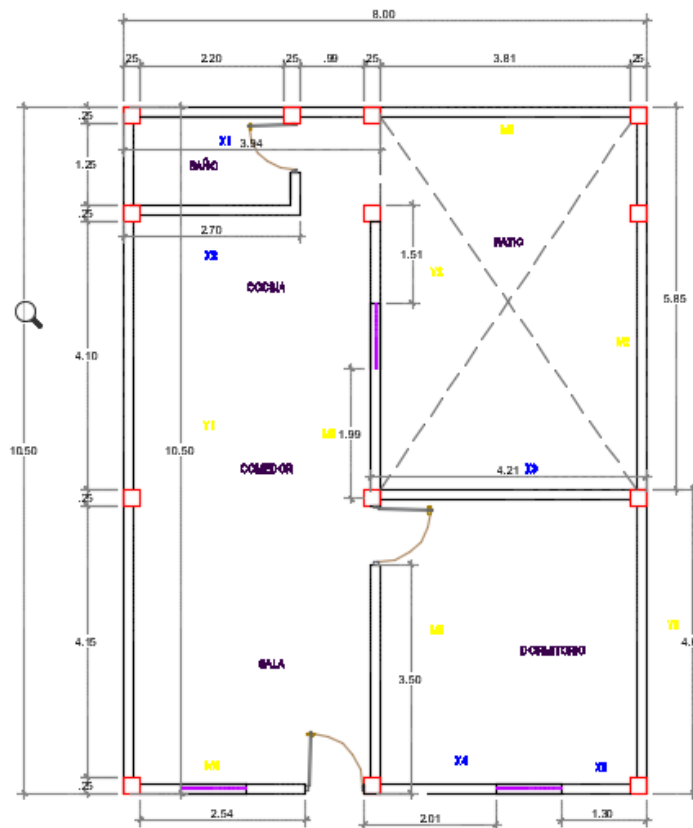 8.00
.25 2.20 .25 .99 .25 3.81 .25
.25
X1
3.94
BAÑO
1.25
.25
2.70
X2
PATIO
1.51
COCINA
5.85
4.10
Y1
10.50
10.50
1.99
COMEDOR
4.21
.25
SALA
DORMITORIO
4.15
3.50
X4
.25
2.54
2.01
1.30